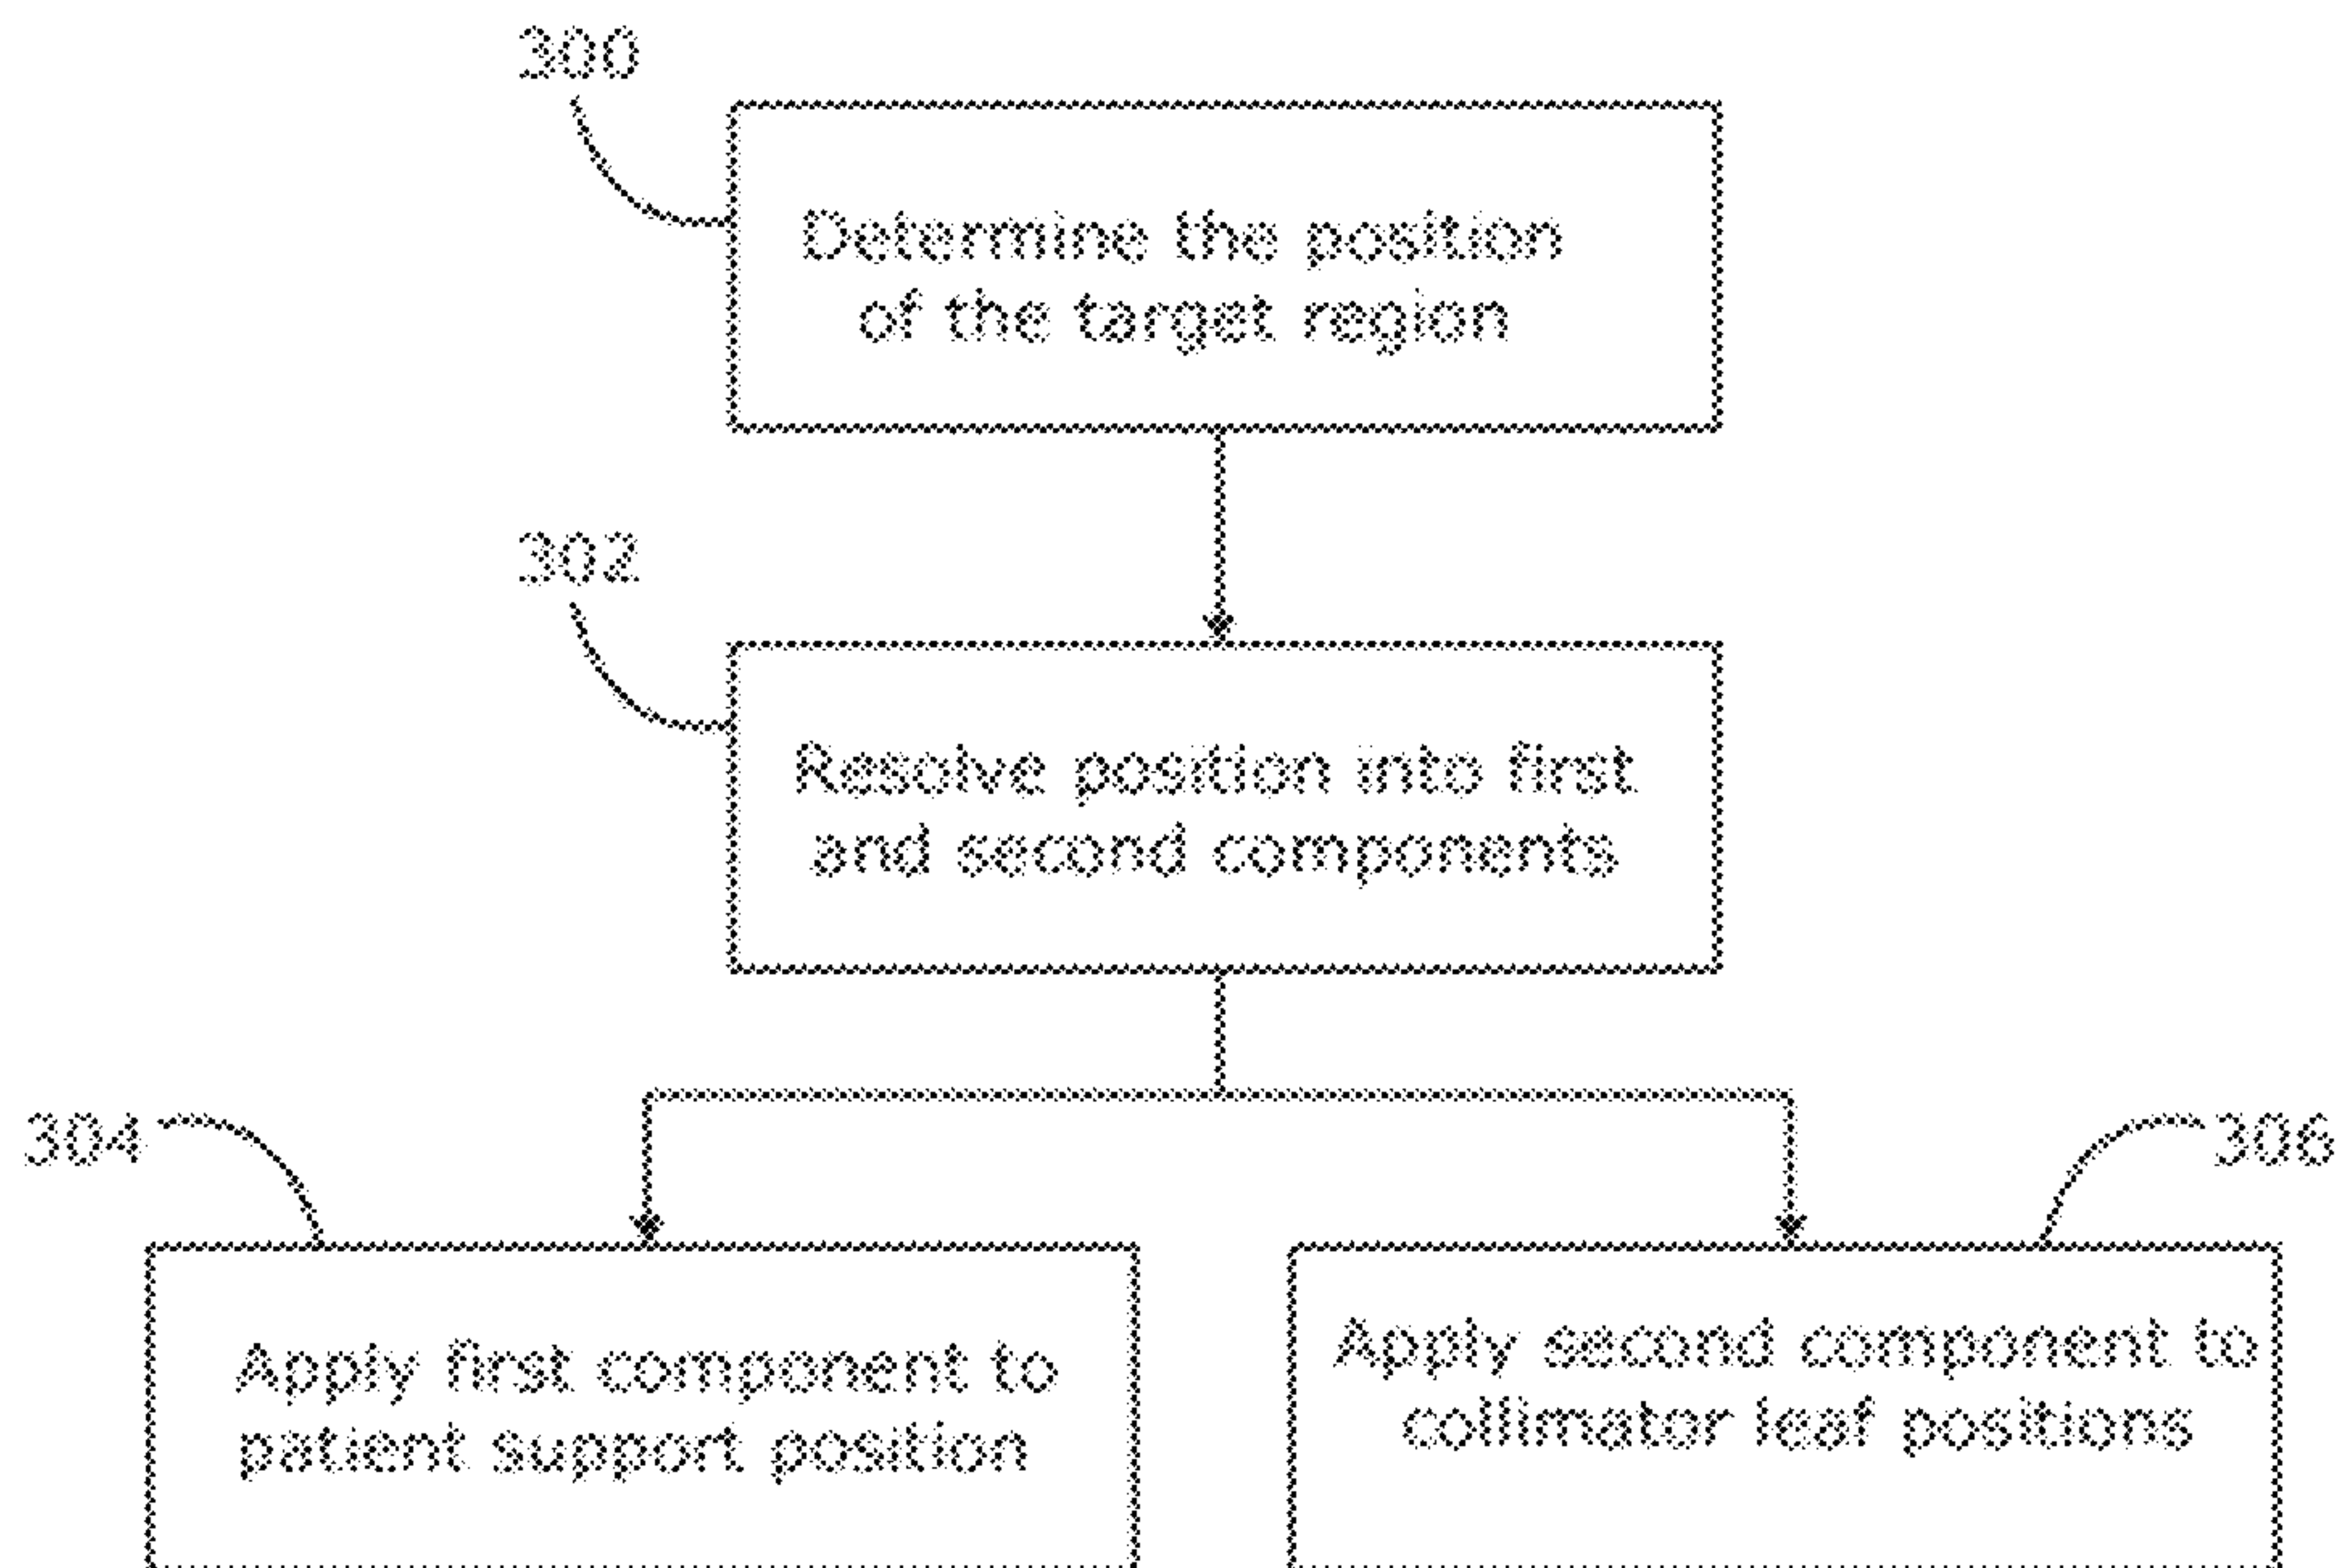 300
Determine the position
of the target region
302
Resolve position into first
and second components
304
306
Apply first component to
patient support position
Apply second component to
collimator leaf positions